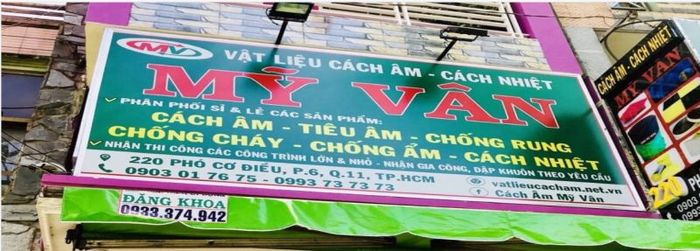 MV
VẬT LIỆU CÁCH ÂM - CÁCH NHIỆT
MỸ VÂN
PHÂN PHỐI SỈ & LẺ CÁC SẢN PHẨM:
CÁCH ÂM - TIÊU ÂM - CHỐNG RUNG
CHỐNG CHÁY - CHỐNG ẨM - CÁCH NHIỆT
NHẬN THI CÔNG CÁC CÔNG TRÌNH LỚN & NHỎ - NHẬN GIA CÔNG, DẬP KHUÔN THEO YÊU CẦU
220 PHÓ CƠ ĐIỀU, P.6, Q.11, TP.HCM
0903 01 76 75 - 0993 73 73 73
vatlieucacham.net.vn
Cách Âm Mỹ Vân
ĐĂNG KHOA
0933.374.942
CÁCH ÂM - CÁCH NHIỆT
MỸ VÂN
220